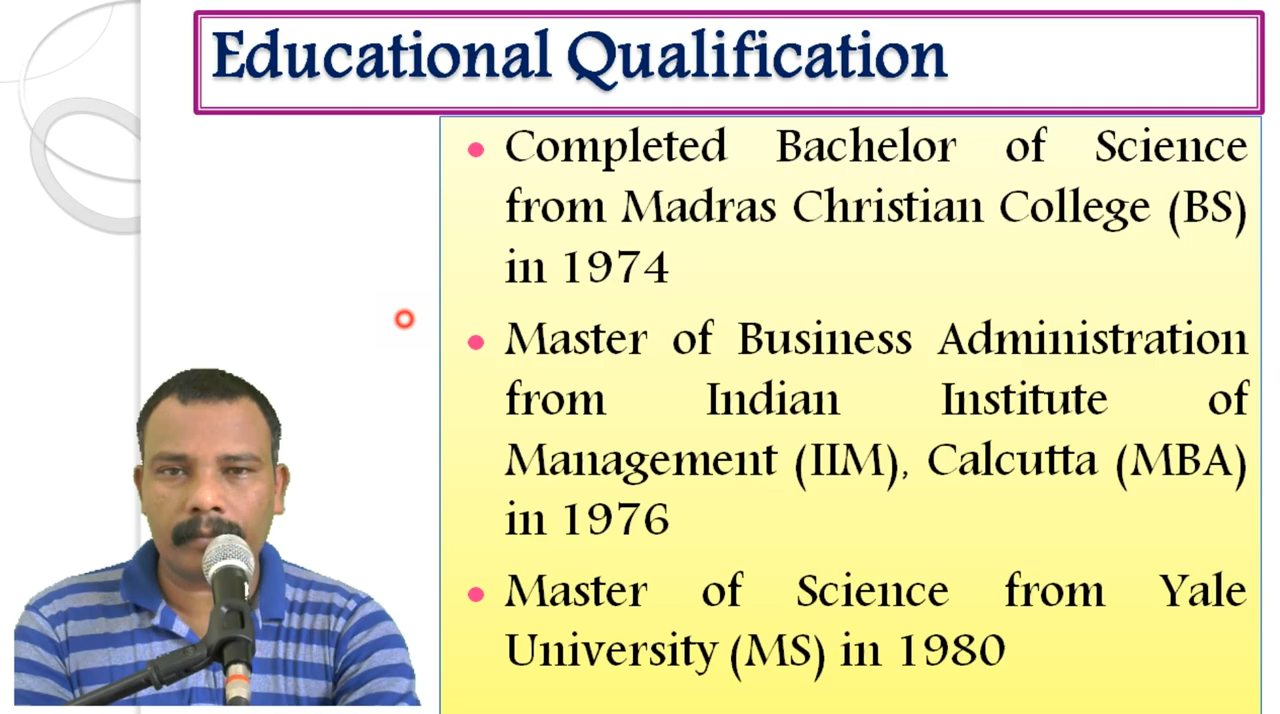 Educational Qualification
Completed Bachelor of Science
from Madras Christian College (BS)
in 1974
Master of Business Administration
from Indian Institute of
Management (IIM), Calcutta (MBA)
in 1976
Master of Science from Yale
University (MS) in 1980